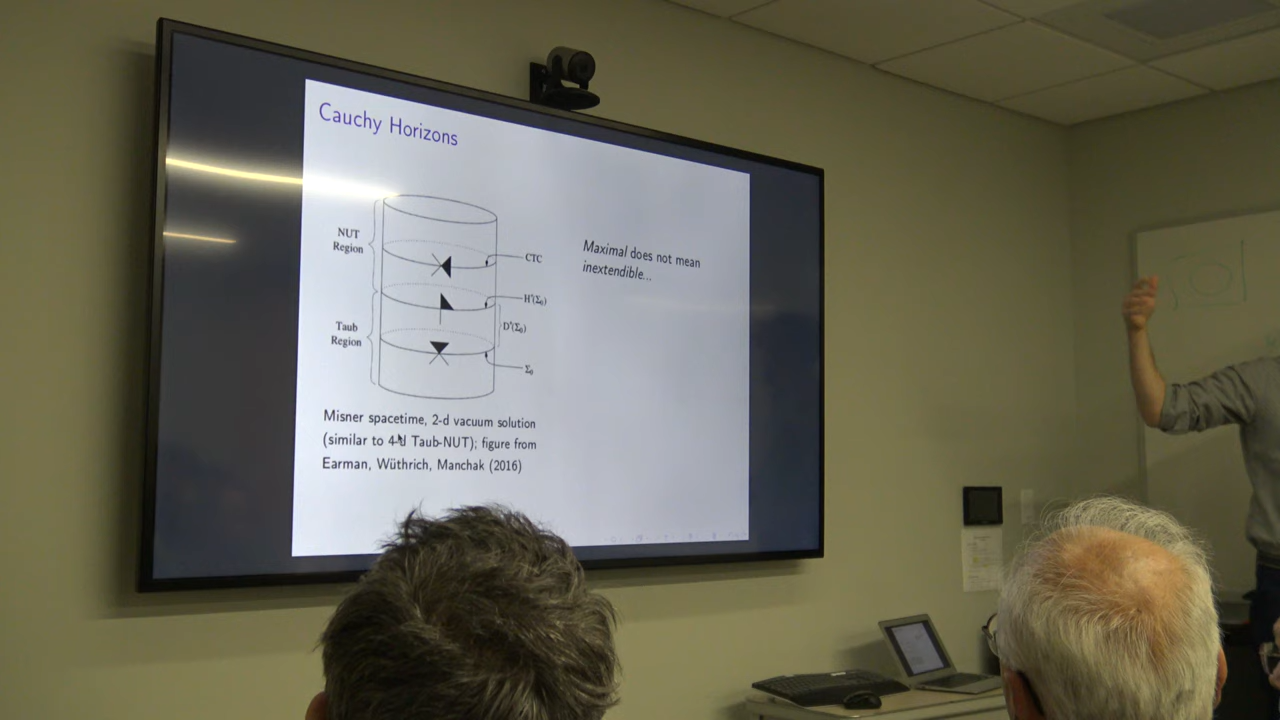 Cauchy Horizons
NUT
Region
CTC
H⁺(Σ₀)
Taub
Region
D⁺(Σ₀)
Σ₀
Maximal does not mean
inextendible...
Misner spacetime, 2-d vacuum solution
(similar to 4-d Taub-NUT); figure from
Earman, Wüthrich, Manchak (2016)